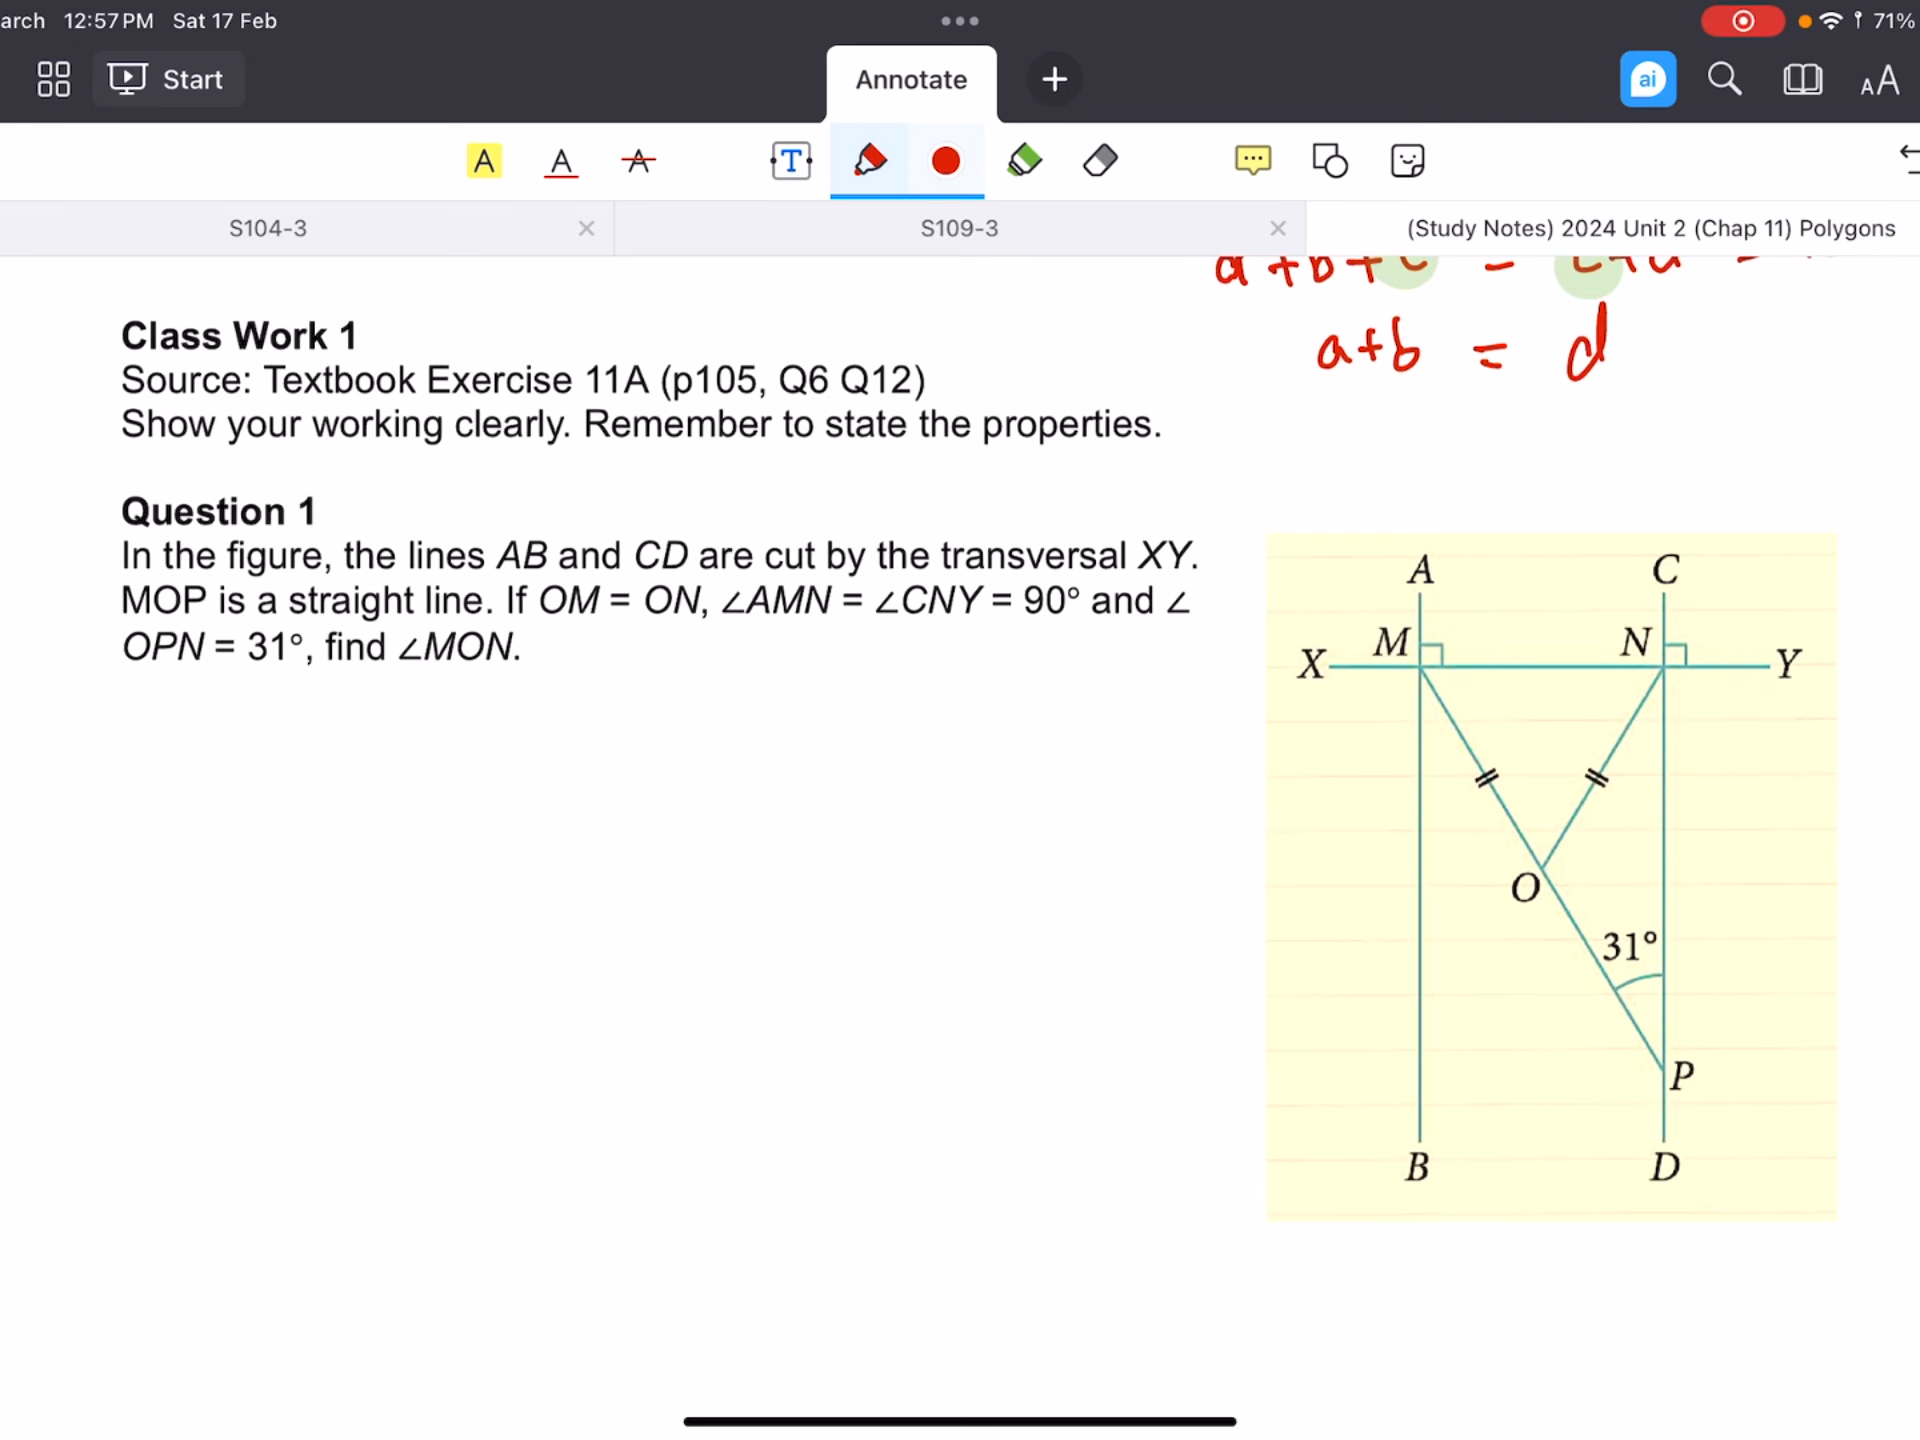 arch 12:57 PM Sat 17 Feb
71%
Start
Annotate
ai
AA
A A A T
S104-3
S109-3
(Study Notes) 2024 Unit 2 (Chap 11) Polygons
a+b+c =
a+b = d
Class Work 1
Source: Textbook Exercise 11A (p105, Q6 Q12)
Show your working clearly. Remember to state the properties.
Question 1
In the figure, the lines AB and CD are cut by the transversal XY.
MOP is a straight line. If OM = ON, ∠AMN = ∠CNY = 90° and ∠
OPN = 31°, find ∠MON.
A C
X M N Y
O
31°
P
B D